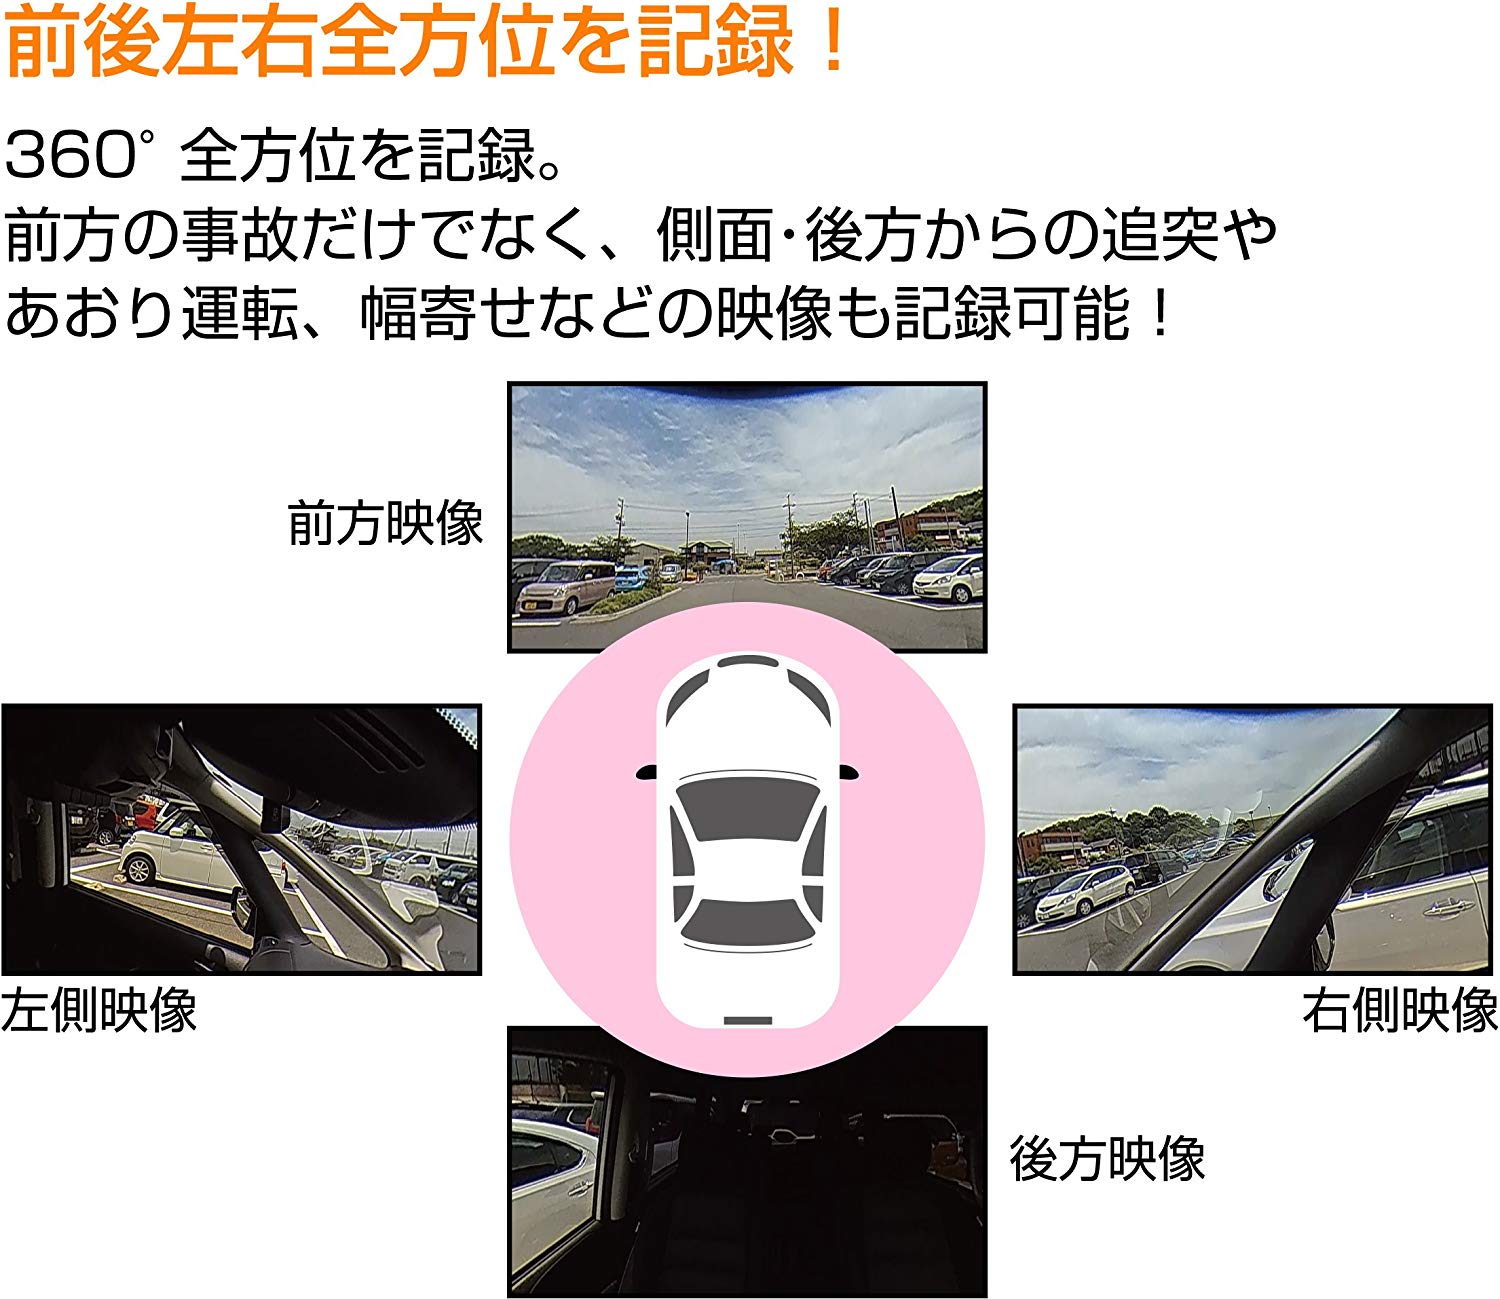 前後左右全方位を記録！
360°全方位を記録。
前方の事故だけでなく、側面・後方からの追突や
あおり運転、幅寄せなどの映像も記録可能！
前方映像
左側映像
右側映像
後方映像